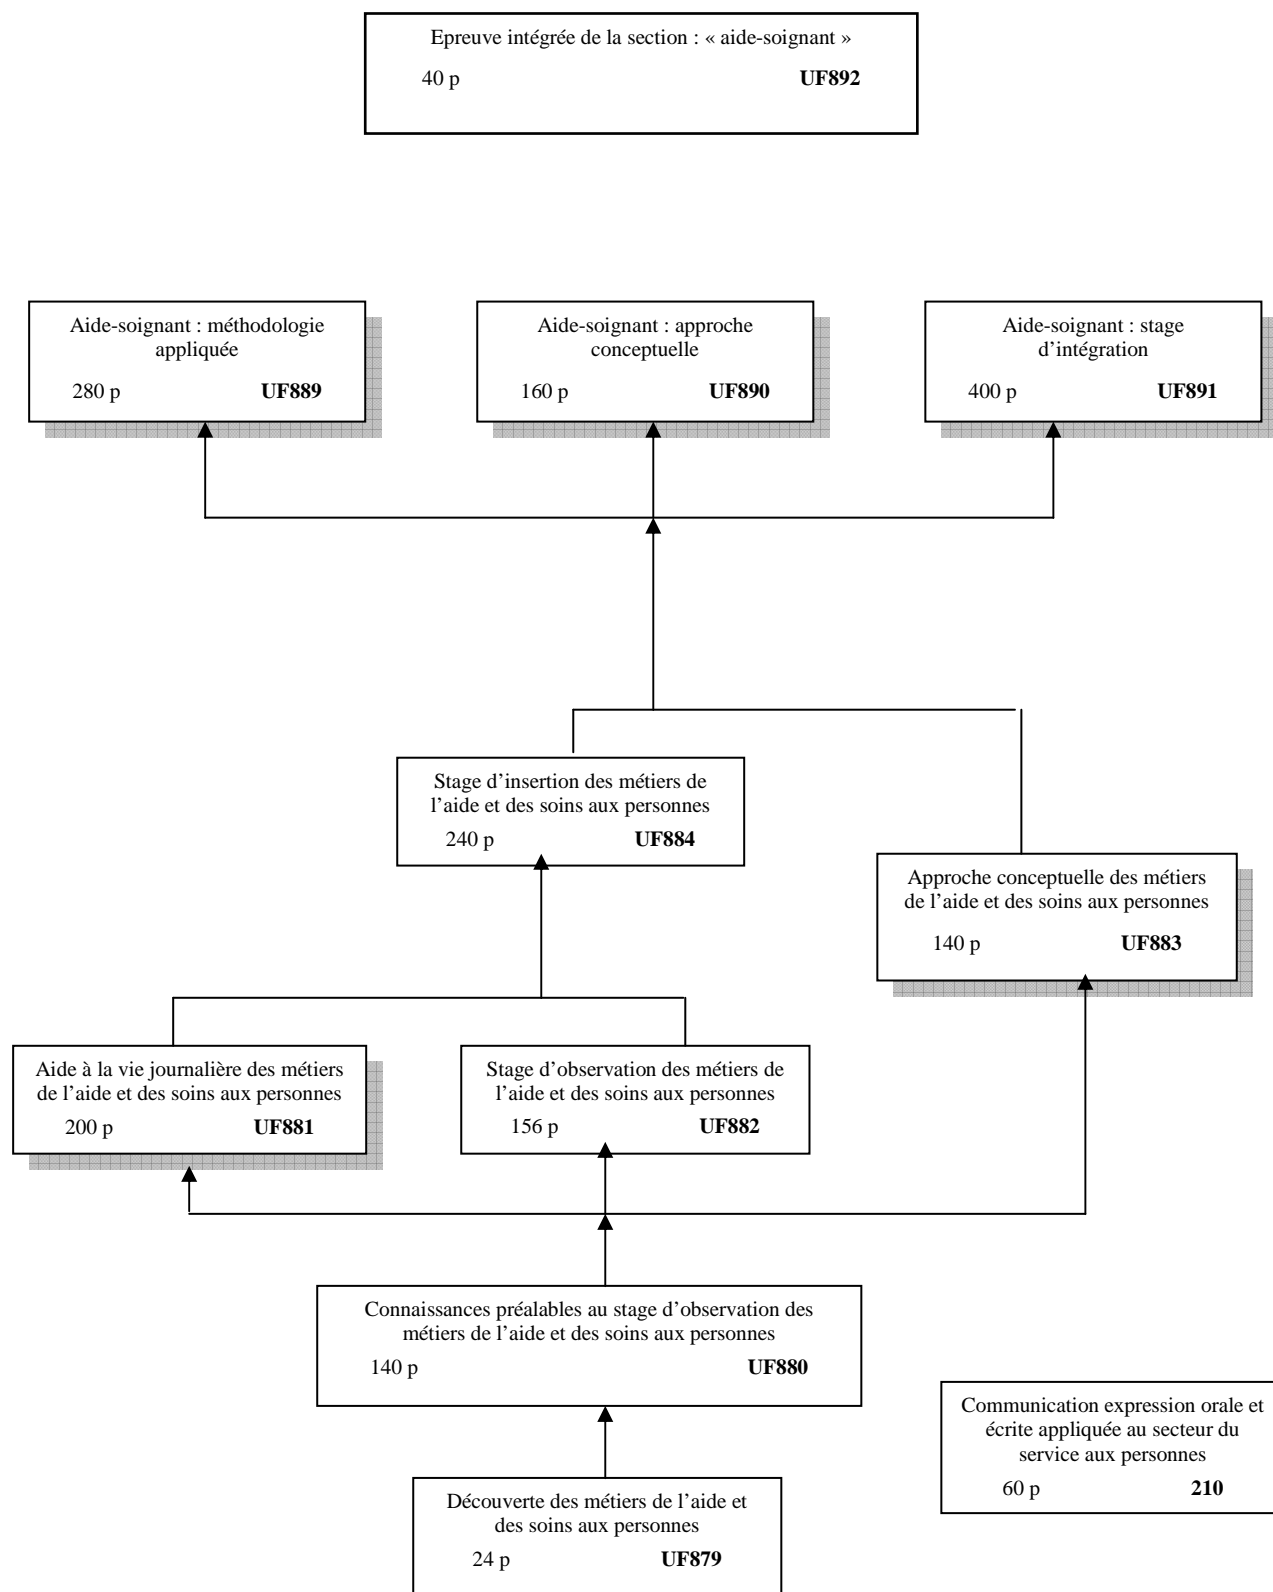 Epreuve intégrée de la section : « aide-soignant »
40 p UF892
Aide-soignant : méthodologie
appliquée
280 p UF889
Aide-soignant : approche
conceptuelle
160 p UF890
Aide-soignant : stage
d’intégration
400 p UF891
Stage d’insertion des métiers de
l’aide et des soins aux personnes
240 p UF884
Approche conceptuelle des métiers
de l’aide et des soins aux personnes
140 p UF883
Aide à la vie journalière des métiers
de l’aide et des soins aux personnes
200 p UF881
Stage d’observation des métiers de
l’aide et des soins aux personnes
156 p UF882
Connaissances préalables au stage d’observation des
métiers de l’aide et des soins aux personnes
140 p UF880
Communication expression orale et
écrite appliquée au secteur du
service aux personnes
60 p 210
Découverte des métiers de l’aide et
des soins aux personnes
24 p UF879